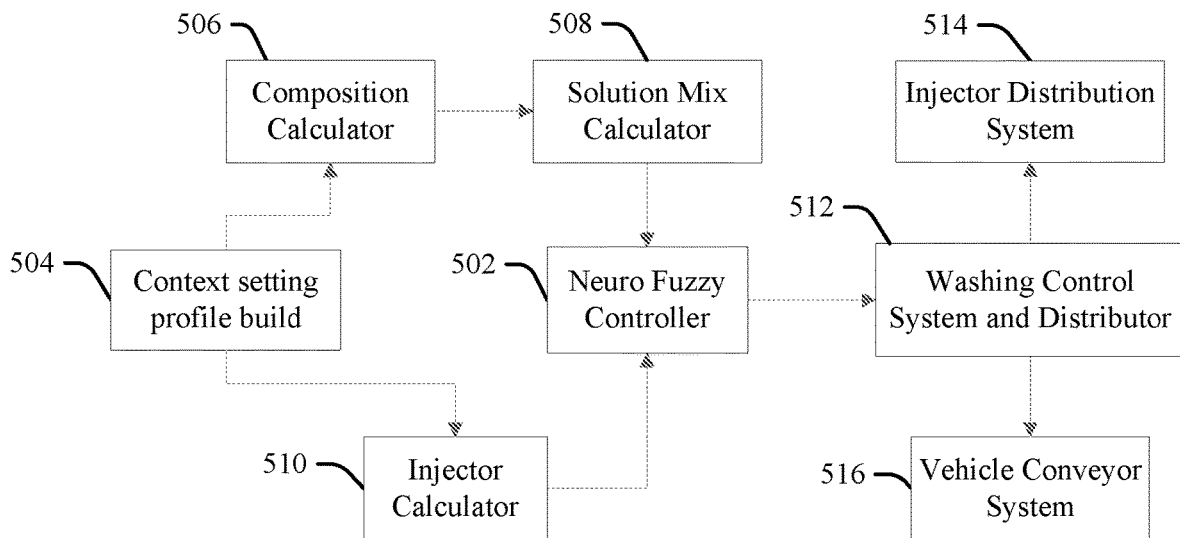 506
508
514
Composition
Calculator
Solution Mix
Calculator
Injector Distribution
System
504
Context setting
profile build
502
Neuro Fuzzy
Controller
512
Washing Control
System and Distributor
510
Injector
Calculator
516
Vehicle Conveyor
System